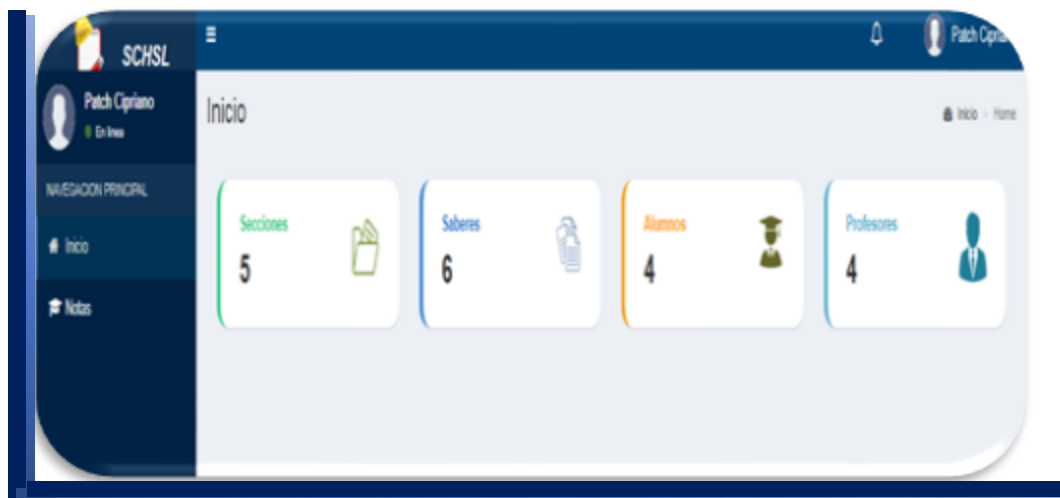 SCHSL
Patch Cipriano
Patch Cipriano
En linea
Inicio
Inicio > Home
NAVEGACION PRINCIPAL
Inicio
Notas
Secciones
5
Saberes
6
Alumnos
4
Profesores
4